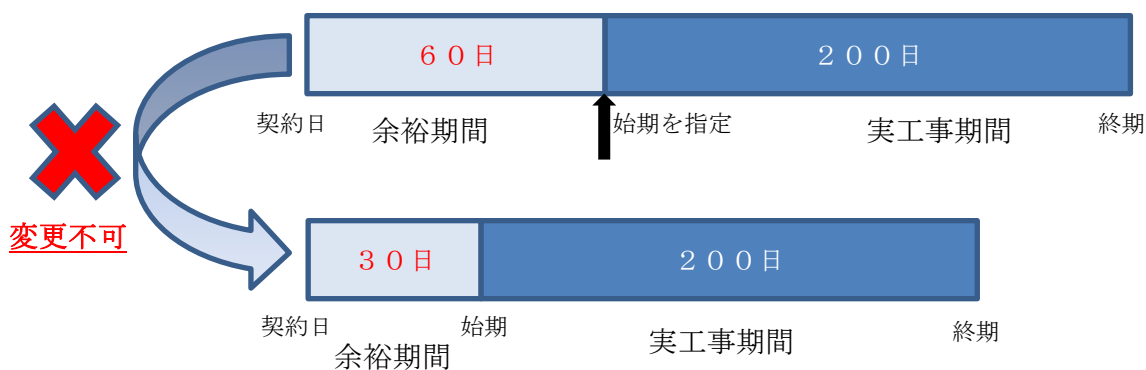 ６０日
２００日
契約日
余裕期間
始期を指定
実工事期間
終期
変更不可
３０日
２００日
契約日
余裕期間
始期
実工事期間
終期